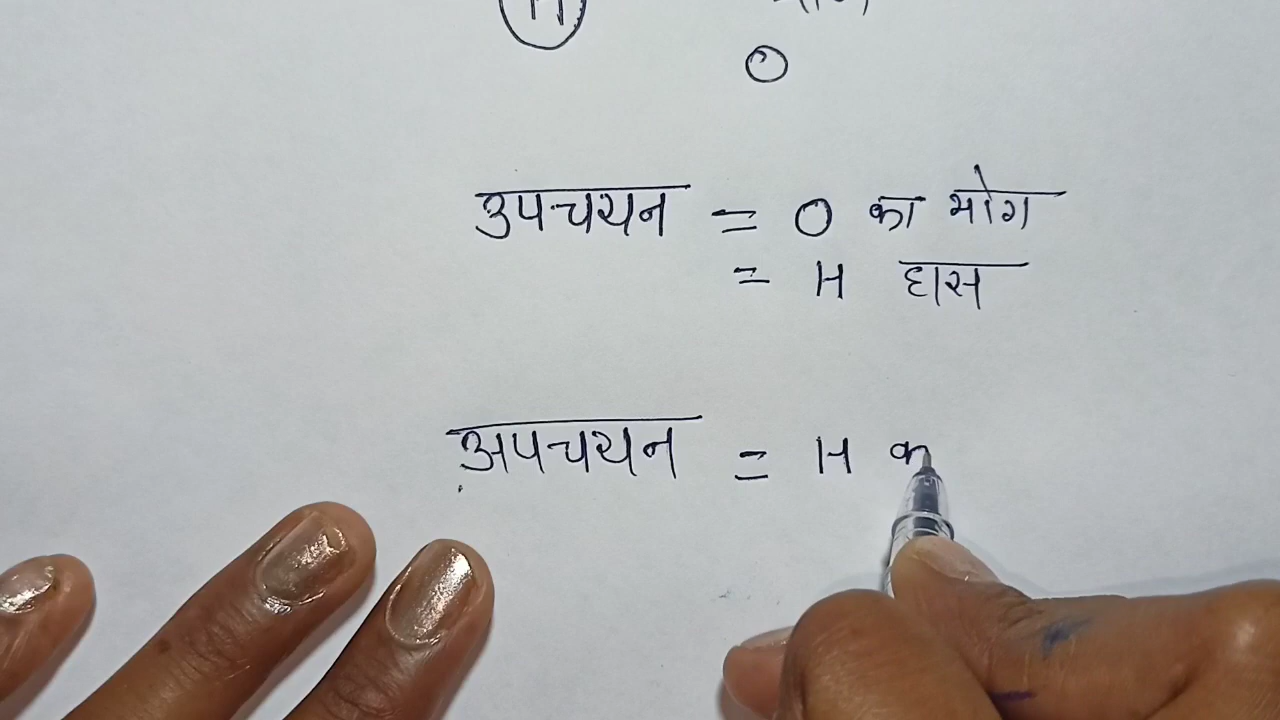 H
O
उपचयन = O का योग
= H ह्रास
अपचयन = H क